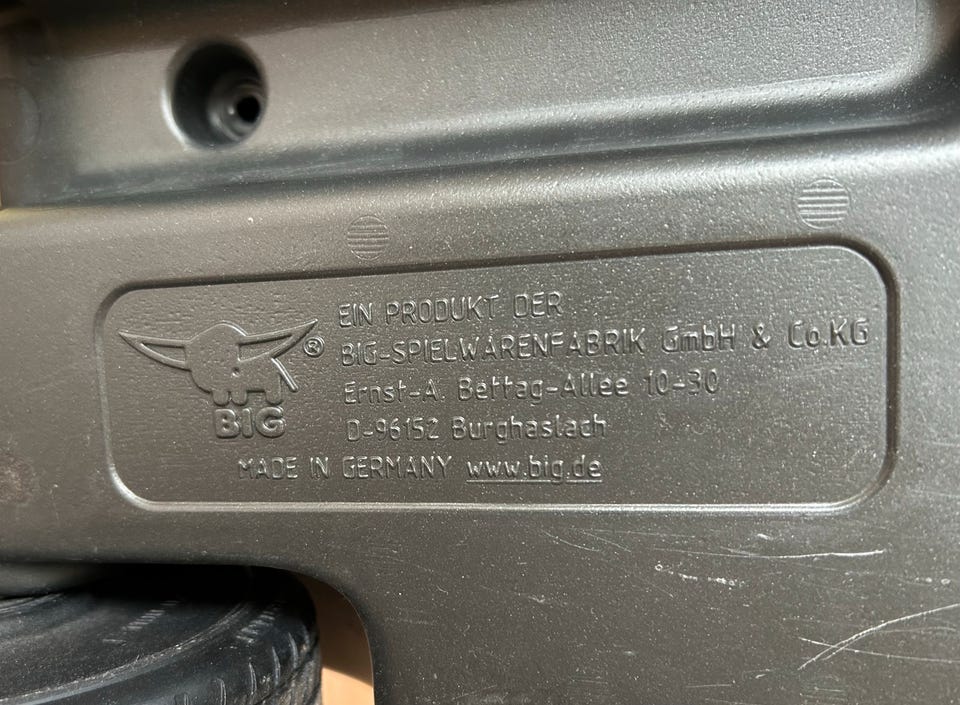 EIN PRODUKT DER
BIG-SPIELWARENFABRIK GmbH & Co.KG
Ernst-A. Bettag-Allee 10-30
D-96152 Burghaslach
MADE IN GERMANY www.big.de
®
BIG